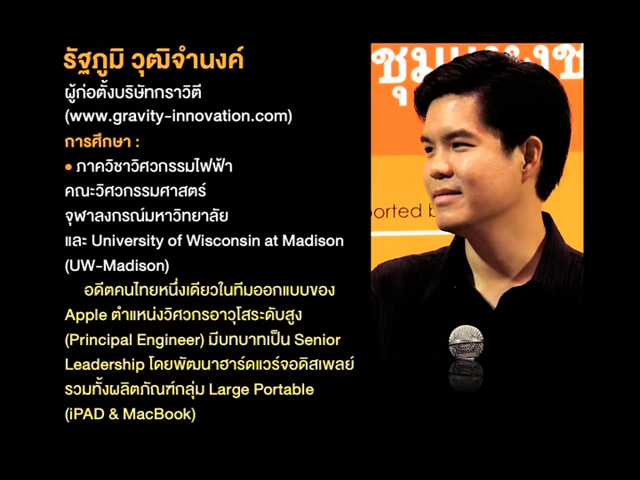 รัฐภูมิ วุฒิจำนงค์
ผู้ก่อตั้งบริษัทกราวิตี
(www.gravity-innovation.com)
การศึกษา :
• ภาควิชาวิศวกรรมไฟฟ้า
คณะวิศวกรรมศาสตร์
จุฬาลงกรณ์มหาวิทยาลัย
และ University of Wisconsin at Madison
(UW-Madison)
อดีตคนไทยหนึ่งเดียวในทีมออกแบบของ
Apple ตำแหน่งวิศวกรอาวุโสระดับสูง
(Principal Engineer) มีบทบาทเป็น Senior
Leadership โดยพัฒนาฮาร์ดแวร์จอดิสเพลย์
รวมทั้งผลิตภัณฑ์กลุ่ม Large Portable
(iPAD & MacBook)